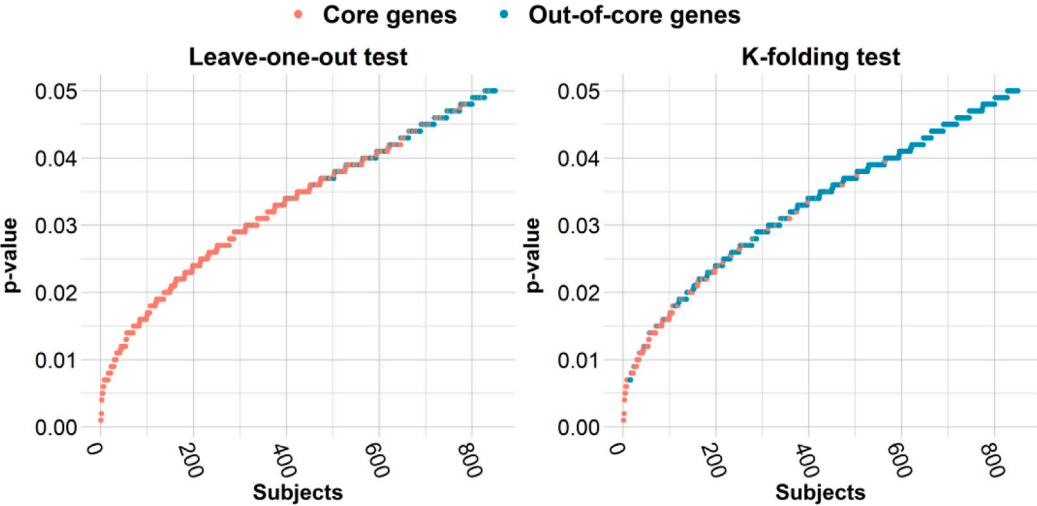 Core genes Out-of-core genes
Leave-one-out test
p-value
0.05
0.04
0.03
0.02
0.01
0.00
0 200 400 600 800
Subjects
K-folding test
p-value
0.05
0.04
0.03
0.02
0.01
0.00
0 200 400 600 800
Subjects